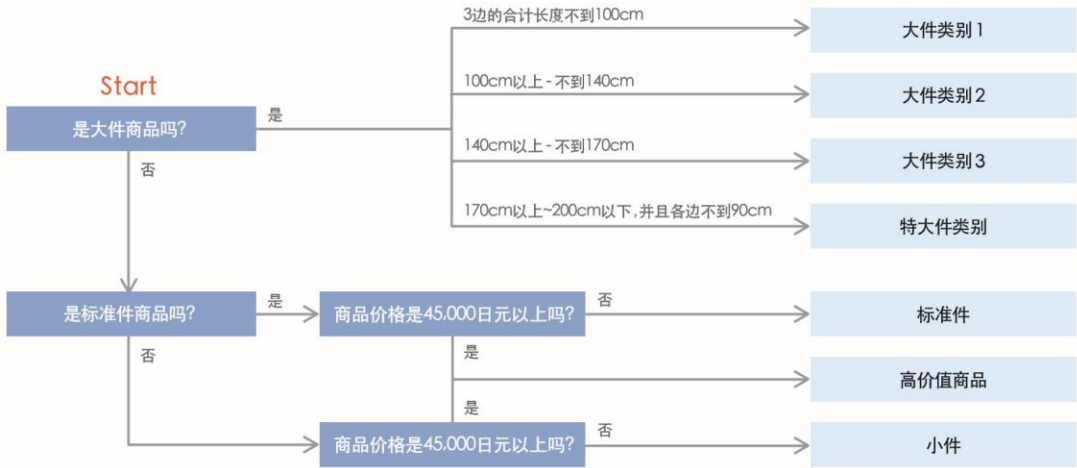 3边的合计长度不到100cm
大件类别1
Start
100cm以上 - 不到140cm
大件类别2
是大件商品吗?
是
140cm以上 - 不到170cm
大件类别3
否
170cm以上~200cm以下,并且各边不到90cm
特大件类别
是标准件商品吗?
是
商品价格是45,000日元以上吗?
否
标准件
否
是
高价值商品
是
商品价格是45,000日元以上吗?
否
小件